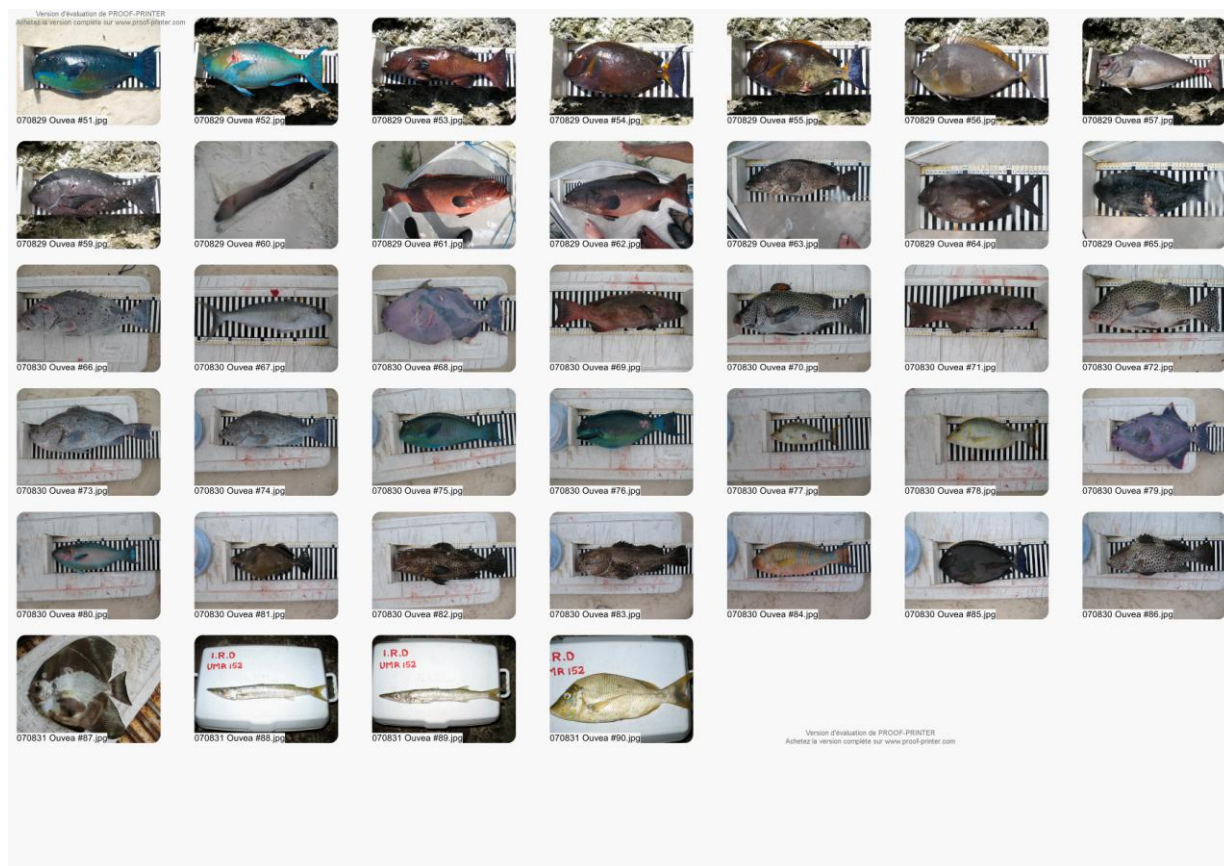 Version d'évaluation de PROOF-PRINTER
Achetez la version complète sur www.proof-printer.com
070829 Ouvea #51.jpg
070829 Ouvea #52.jpg
070829 Ouvea #53.jpg
070829 Ouvea #54.jpg
070829 Ouvea #55.jpg
070829 Ouvea #56.jpg
070829 Ouvea #57.jpg
070829 Ouvea #59.jpg
070829 Ouvea #60.jpg
070829 Ouvea #61.jpg
070829 Ouvea #62.jpg
070829 Ouvea #63.jpg
070829 Ouvea #64.jpg
070829 Ouvea #65.jpg
070830 Ouvea #66.jpg
070830 Ouvea #67.jpg
070830 Ouvea #68.jpg
070830 Ouvea #69.jpg
070830 Ouvea #70.jpg
070830 Ouvea #71.jpg
070830 Ouvea #72.jpg
070830 Ouvea #73.jpg
070830 Ouvea #74.jpg
070830 Ouvea #75.jpg
070830 Ouvea #76.jpg
070830 Ouvea #77.jpg
070830 Ouvea #78.jpg
070830 Ouvea #79.jpg
070830 Ouvea #80.jpg
070830 Ouvea #81.jpg
070830 Ouvea #82.jpg
070830 Ouvea #83.jpg
070830 Ouvea #84.jpg
070830 Ouvea #85.jpg
070830 Ouvea #86.jpg
070831 Ouvea #87.jpg
I.R.D
UMR 152
070831 Ouvea #88.jpg
I.R.D
UMR 152
070831 Ouvea #89.jpg
R.D
MR 152
070831 Ouvea #90.jpg
Version d'évaluation de PROOF-PRINTER
Achetez la version complète sur www.proof-printer.com